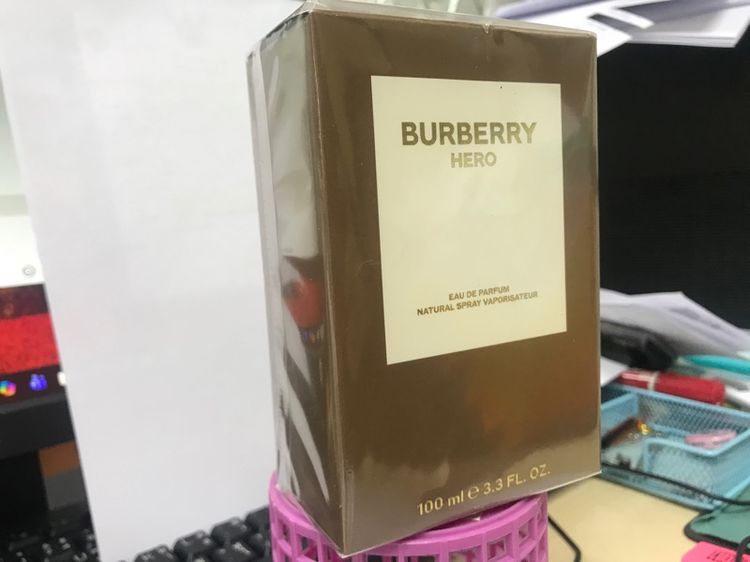 BURBERRY
HERO
EAU DE PARFUM
NATURAL SPRAY VAPORISATEUR
100 ml ℮ 3.3 FL. OZ.